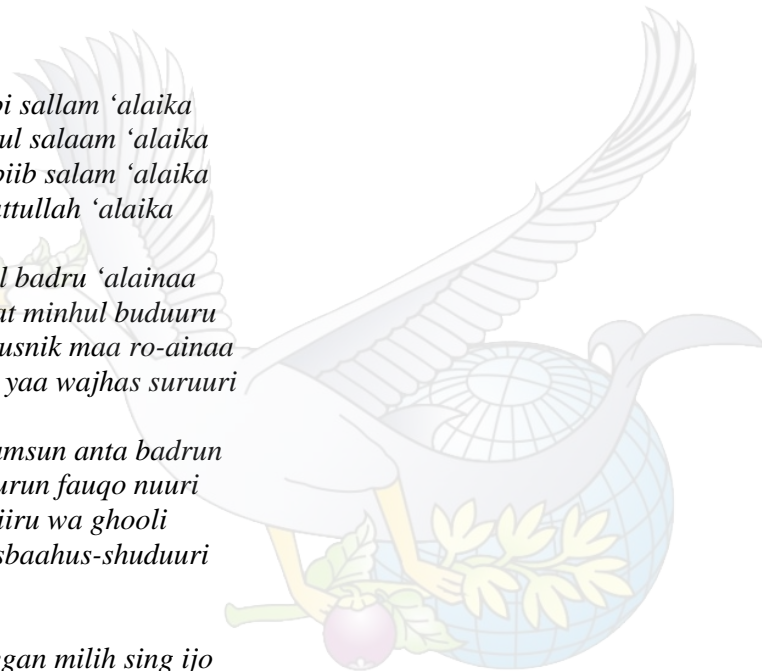 bi sallam ‘alaika
ul salaam ‘alaika
biib salam ‘alaika
attullah ‘alaika
l badru ‘alainaa
at minhul buduuru
usnik maa ro-ainaa
yaa wajhas suruuri
amsun anta badrun
urun fauqo nuuri
iiru wa ghooli
sbaahus-shuduuri
ngan milih sing ijo